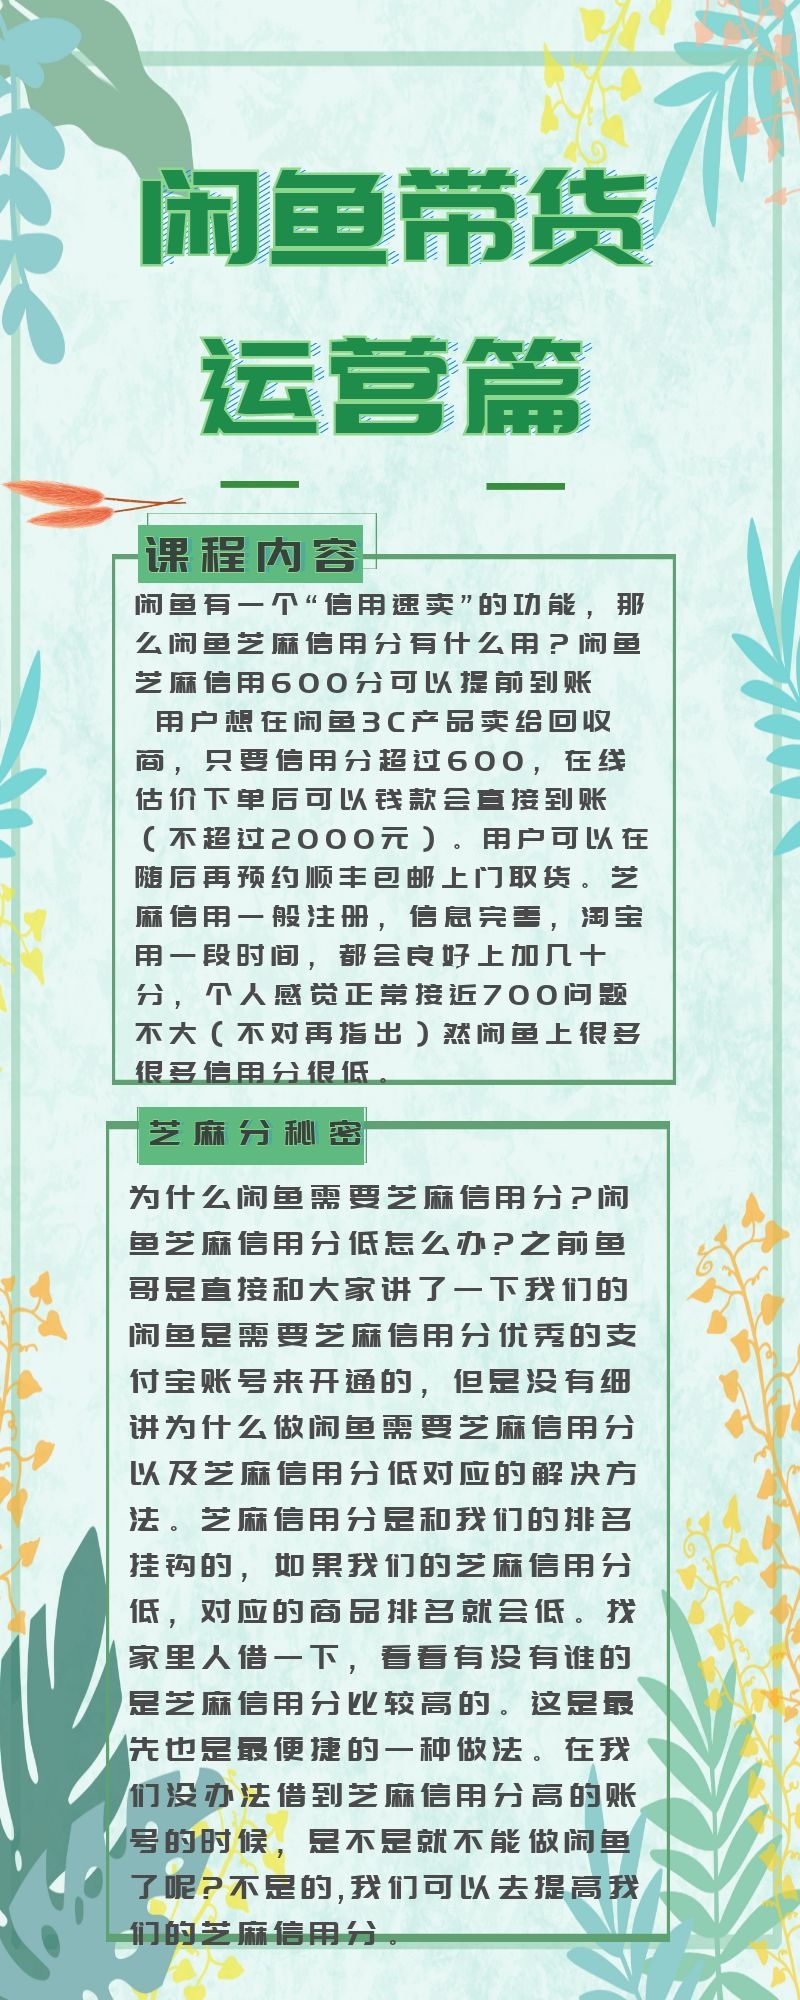 闲鱼带货
运营篇
课程内容
闲鱼有一个“信用速卖”的功能，那
么闲鱼芝麻信用分有什么用？闲鱼
芝麻信用600分可以提前到账
用户想在闲鱼3C产品卖给回收
商，只要信用分超过600，在线
估价下单后可以钱款会直接到账
（不超过2000元）。用户可以在
随后再预约顺丰包邮上门取货。芝
麻信用一般注册，信息完善，淘宝
用一段时间，都会良好上加几十
分，个人感觉正常接近700问题
不大（不对再指出）然闲鱼上很多
很多信用分很低。
芝麻分秘密
为什么闲鱼需要芝麻信用分?闲
鱼芝麻信用分低怎么办?之前鱼
哥是直接和大家讲了一下我们的
闲鱼是需要芝麻信用分优秀的支
付宝账号来开通的，但是没有细
讲为什么做闲鱼需要芝麻信用分
以及芝麻信用分低对应的解决方
法。芝麻信用分是和我们的排名
挂钩的，如果我们的芝麻信用分
低，对应的商品排名就会低。找
家里人借一下，看看有没有谁的
是芝麻信用分比较高的。这是最
先也是最便捷的一种做法。在我
们没办法借到芝麻信用分高的账
号的时候，是不是就不能做闲鱼
了呢?不是的,我们可以去提高我
们的芝麻信用分。